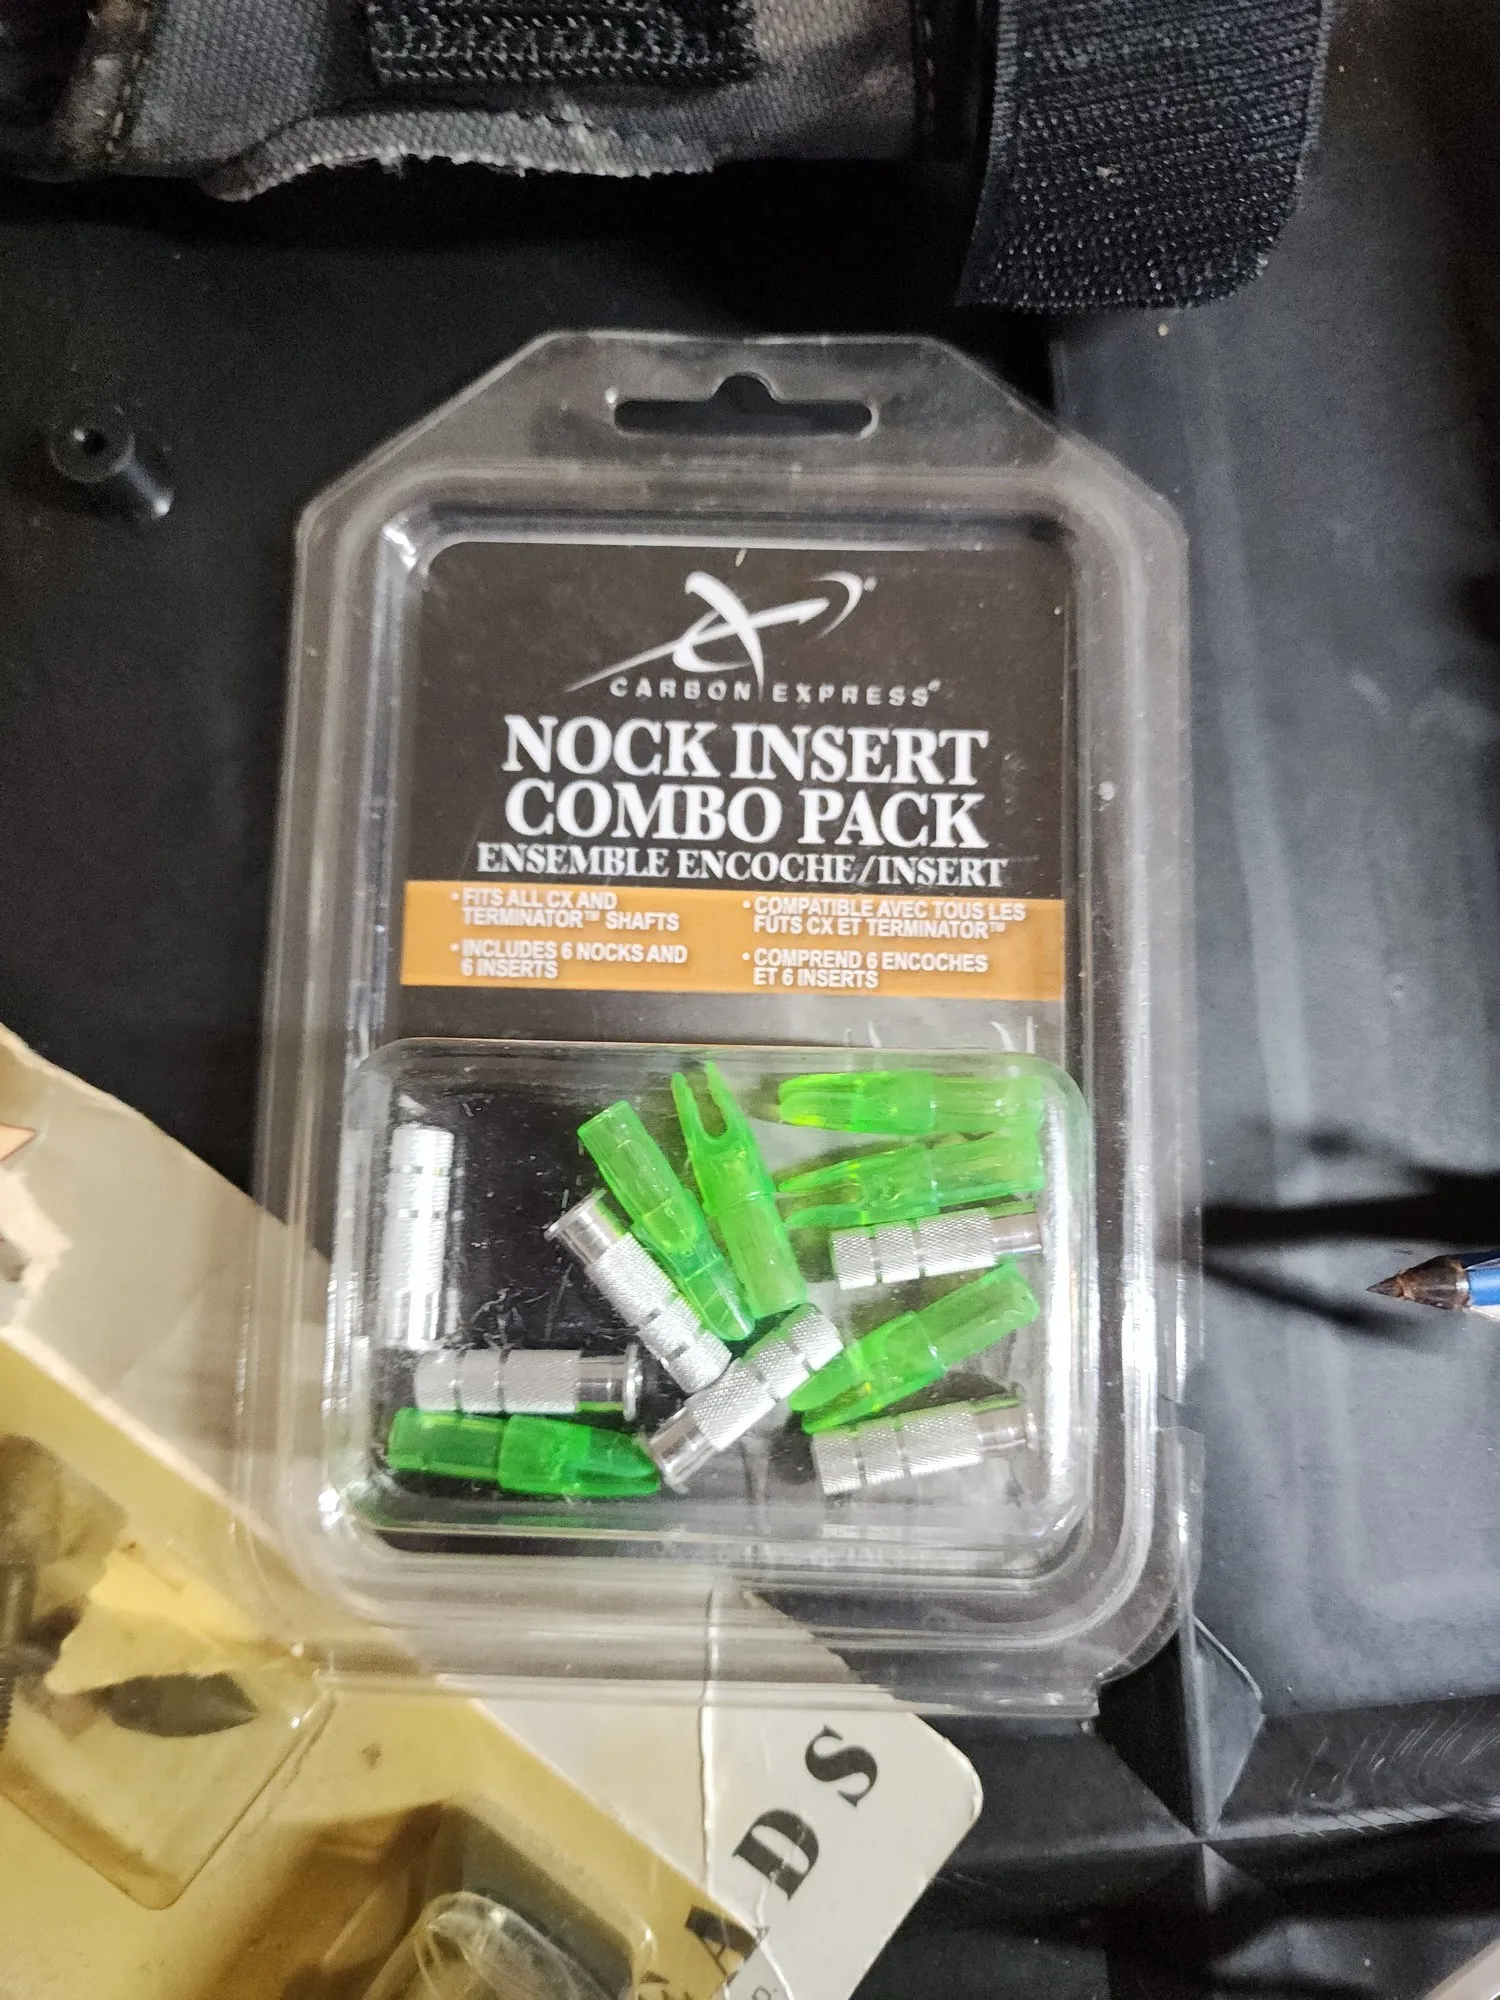 CARBON EXPRESS
NOCK INSERT
COMBO PACK
ENSEMBLE ENCOCHE/INSERT
• FITS ALL CX AND
TERMINATOR™ SHAFTS
• INCLUDES 6 NOCKS AND
6 INSERTS
• COMPATIBLE AVEC TOUS LES
FUTS CX ET TERMINATOR™
• COMPREND 6 ENCOCHES
ET 6 INSERTS
ADS